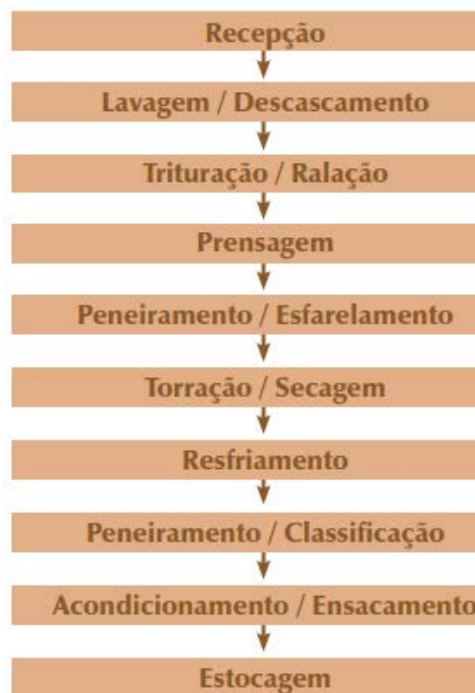 Recepção
Lavagem / Descascamento
Trituração / Ralação
Prensagem
Peneiramento / Esfarelamento
Torração / Secagem
Resfriamento
Peneiramento / Classificação
Acondicionamento / Ensacamento
Estocagem